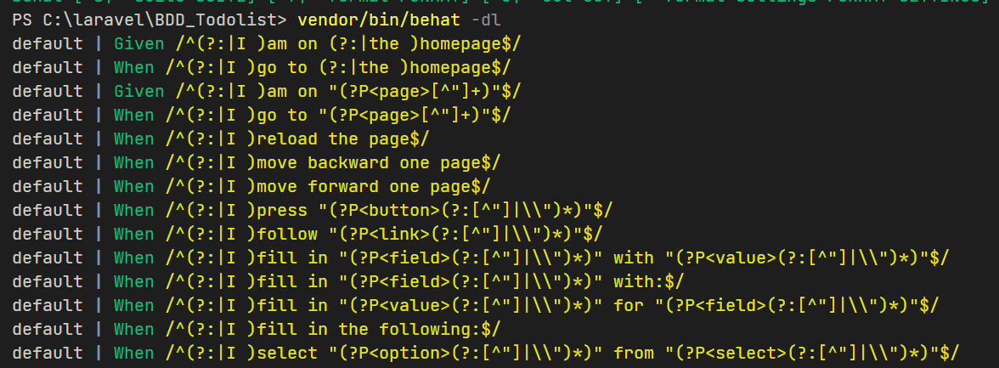 PS C:\laravel\BDD_Todolist> vendor/bin/behat -dl
default | Given /^(?:|I )am on (?:|the )homepage$/
default | When /^(?:|I )go to (?:|the )homepage$/
default | Given /^(?:|I )am on "(?P<page>[^"]+)"$/
default | When /^(?:|I )go to "(?P<page>[^"]+)"$/
default | When /^(?:|I )reload the page$/
default | When /^(?:|I )move backward one page$/
default | When /^(?:|I )move forward one page$/
default | When /^(?:|I )press "(?P<button>(?:[^"]|\\")*)"$/
default | When /^(?:|I )follow "(?P<link>(?:[^"]|\\")*)"$/
default | When /^(?:|I )fill in "(?P<field>(?:[^"]|\\")*)" with "(?P<value>(?:[^"]|\\")*)"$/
default | When /^(?:|I )fill in "(?P<field>(?:[^"]|\\")*)" with:$/
default | When /^(?:|I )fill in "(?P<value>(?:[^"]|\\")*)" for "(?P<field>(?:[^"]|\\")*)"$/
default | When /^(?:|I )fill in the following:$/
default | When /^(?:|I )select "(?P<option>(?:[^"]|\\")*)" from "(?P<select>(?:[^"]|\\")*)"$/